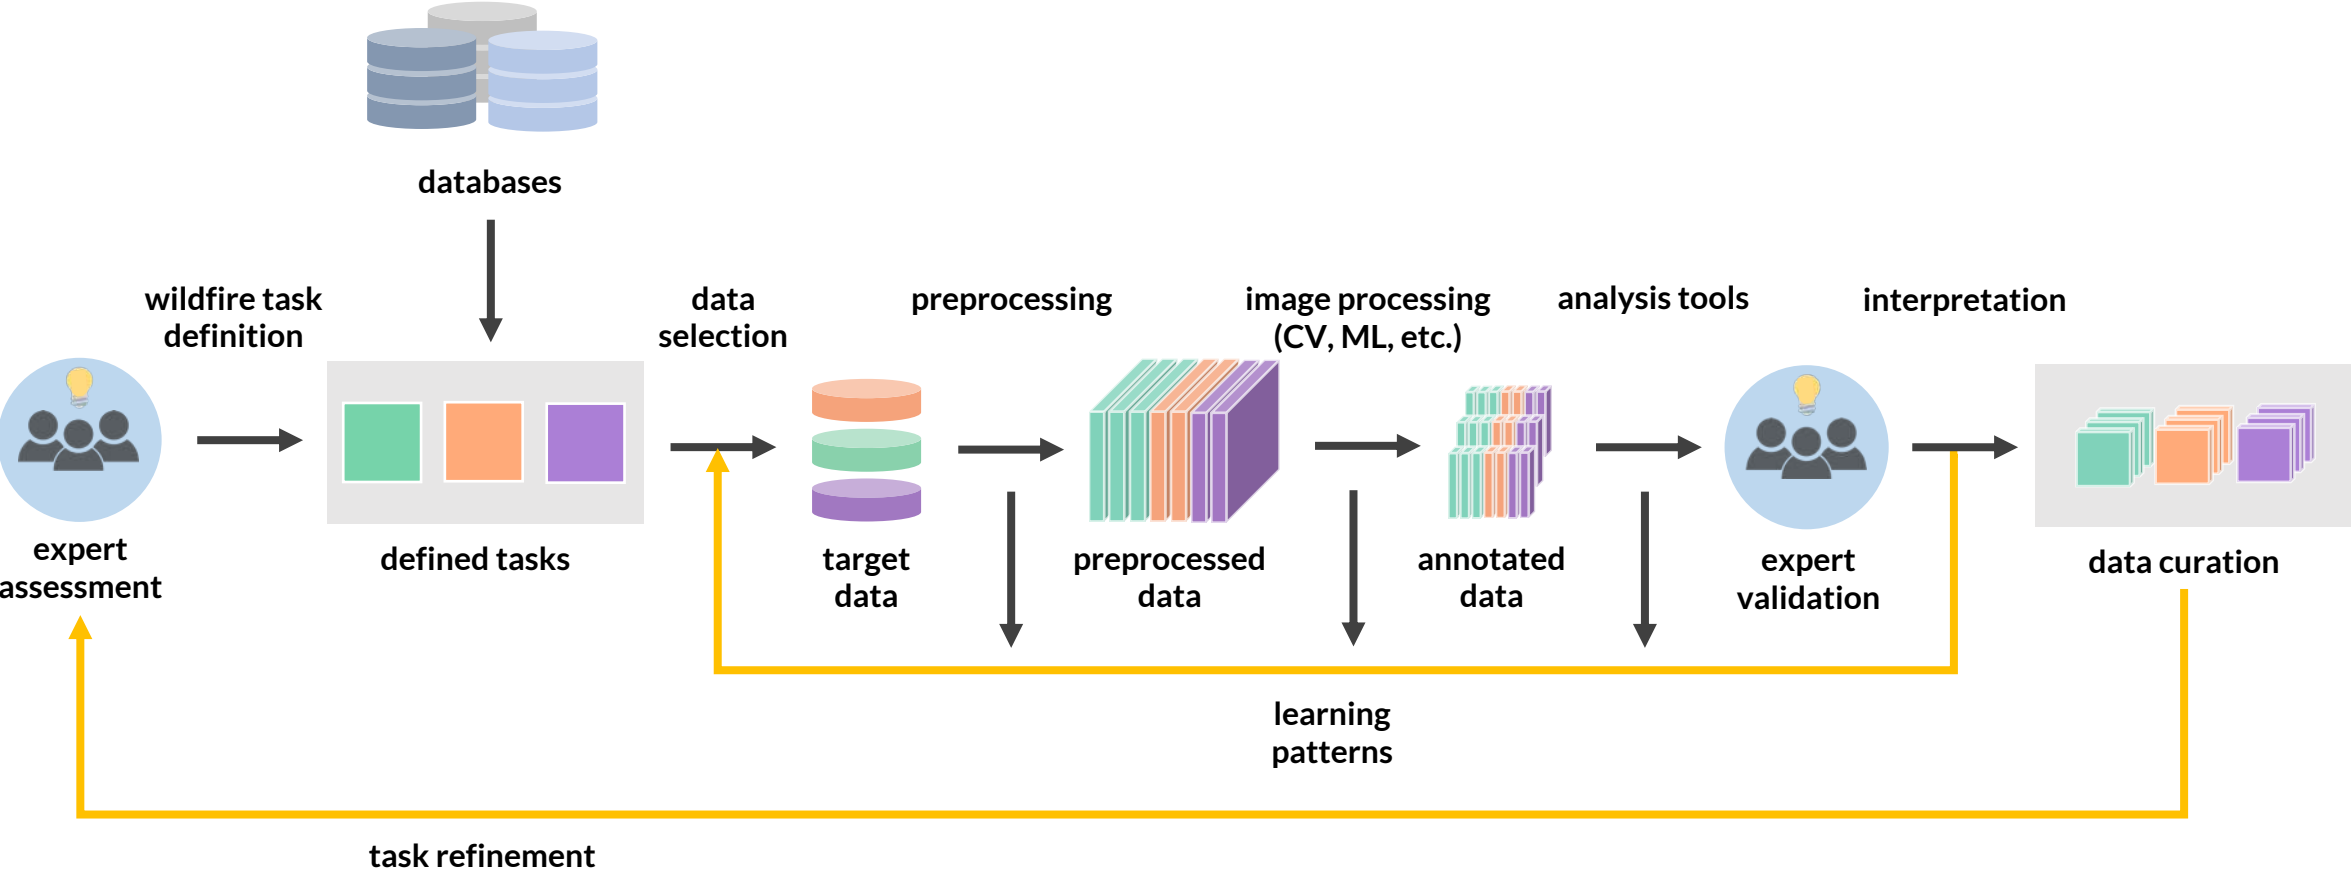 databases
wildfire task
definition
data
selection
preprocessing
image processing
(CV, ML, etc.)
analysis tools
interpretation
expert
assessment
defined tasks
target
data
preprocessed
data
annotated
data
expert
validation
data curation
learning
patterns
task refinement